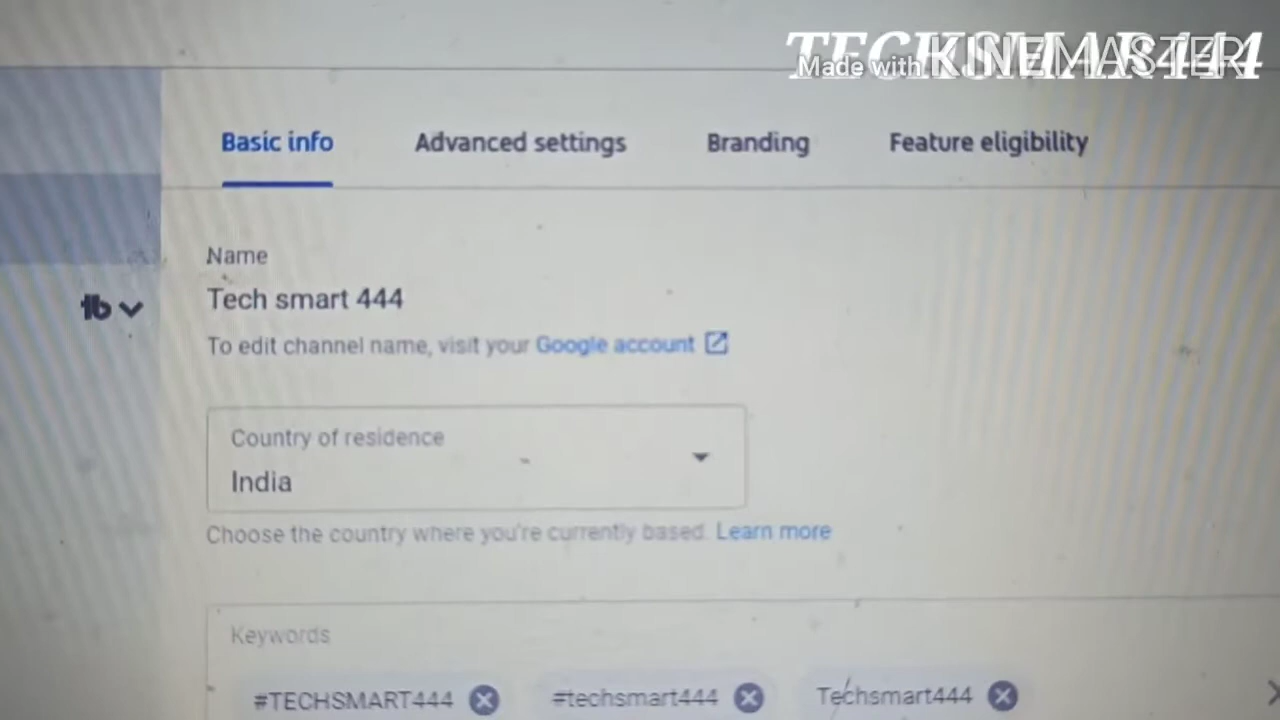 TECHSMART444
Made with KINEMASTER
Basic info Advanced settings Branding Feature eligibility
Name
Tech smart 444
To edit channel name, visit your Google account
Country of residence
India
Choose the country where you're currently based. Learn more
Keywords
#TECHSMART444 #techsmart444 Techsmart444